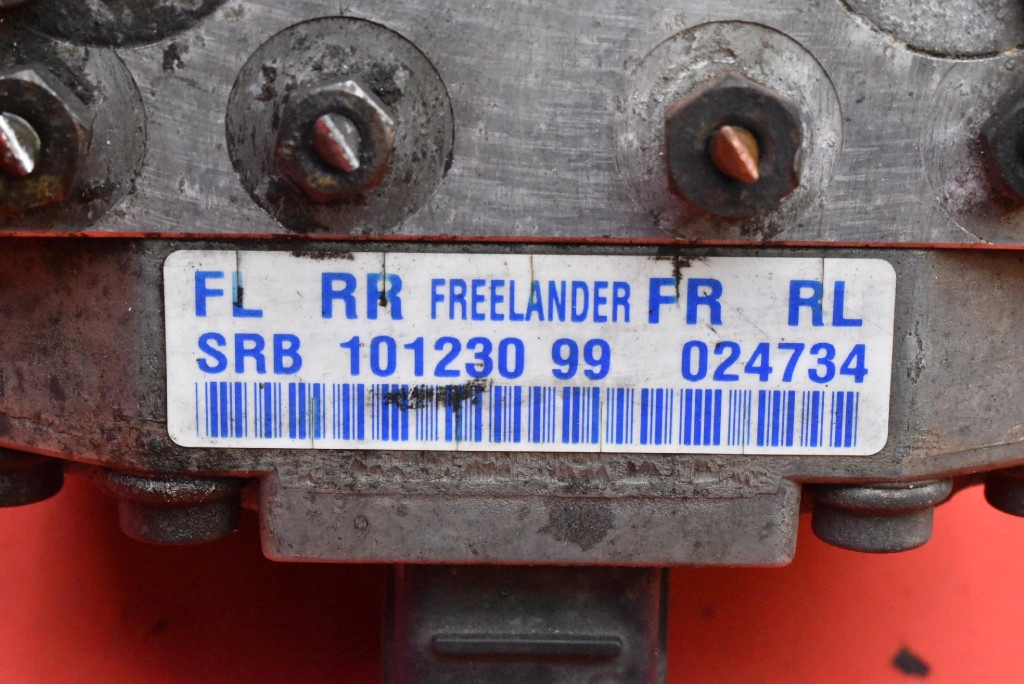 FL RR FREELANDER FR RL
SRB 101230 99 024734